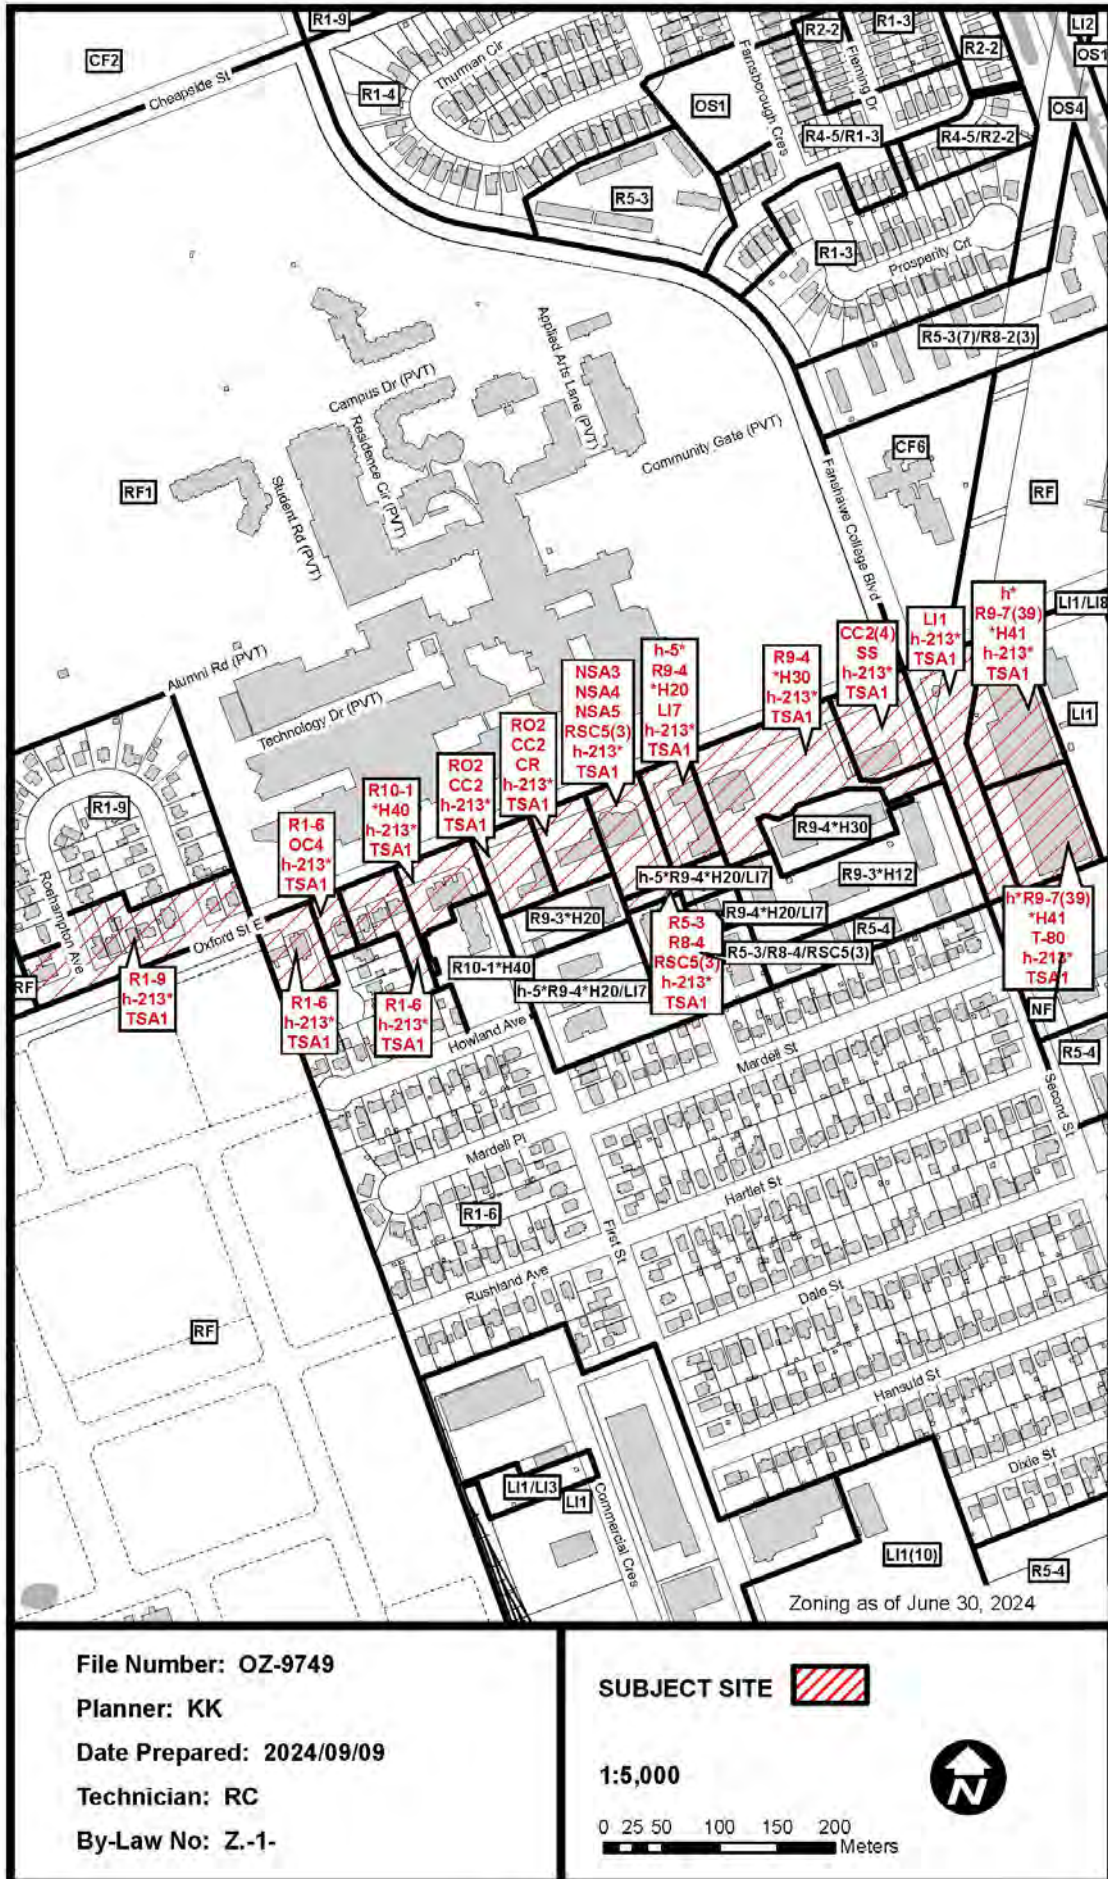 R1-9
CF2
Cheapside St
R1-4
Thurman Cir
Farnsborough Cres
R2-2
Fleming Dr
R1-3
R2-2
LI2
OS1
OS1
OS4
R4-5/R1-3
R4-5/R2-2
R5-3
R1-3
Prosperity Crt
R5-3(7)/R8-2(3)
Applied Arts Lane (PVT)
Campus Dr (PVT)
Residence Cir (PVT)
Community Gate (PVT)
Student Rd (PVT)
RF1
CF6
RF
Fanshawe College Blvd
LI1/LI8
LI1
Alumni Rd (PVT)
Technology Dr (PVT)
h*
R9-7(39)
*H41
h-213*
TSA1
LI1
h-213*
TSA1
CC2(4)
SS
h-213*
TSA1
R9-4
*H30
h-213*
TSA1
h-5*
R9-4
*H20
LI7
h-213*
TSA1
NSA3
NSA4
NSA5
RSC5(3)
h-213*
TSA1
RO2
CC2
CR
h-213*
TSA1
RO2
CC2
h-213*
TSA1
R10-1
*H40
h-213*
TSA1
R1-6
OC4
h-213*
TSA1
R1-9
Roehampton Ave
Oxford St E
RF
R1-9
h-213*
TSA1
R1-6
h-213*
TSA1
R1-6
h-213*
TSA1
R9-4*H30
h-5*R9-4*H20/LI7
R9-3*H12
R9-3*H20
R9-4*H20/LI7
R5-4
R5-3
R8-4
RSC5(3)
h-213*
TSA1
R5-3/R8-4/RSC5(3)
R10-1*H40
h-5*R9-4*H20/LI7
h*R9-7(39)
*H41
T-80
h-213*
TSA1
NF
R5-4
Howland Ave
Mardell St
Second St
Mardell Pl
Hartlet St
R1-6
First St
Rushland Ave
Dale St
RF
Hansuld St
Dixie St
LI1/LI3
LI1
Commercial Cres
LI1(10)
R5-4
Zoning as of June 30, 2024
File Number: OZ-9749
Planner: KK
Date Prepared: 2024/09/09
Technician: RC
By-Law No: Z.-1-
SUBJECT SITE
1:5,000
N
0 25 50 100 150 200
Meters